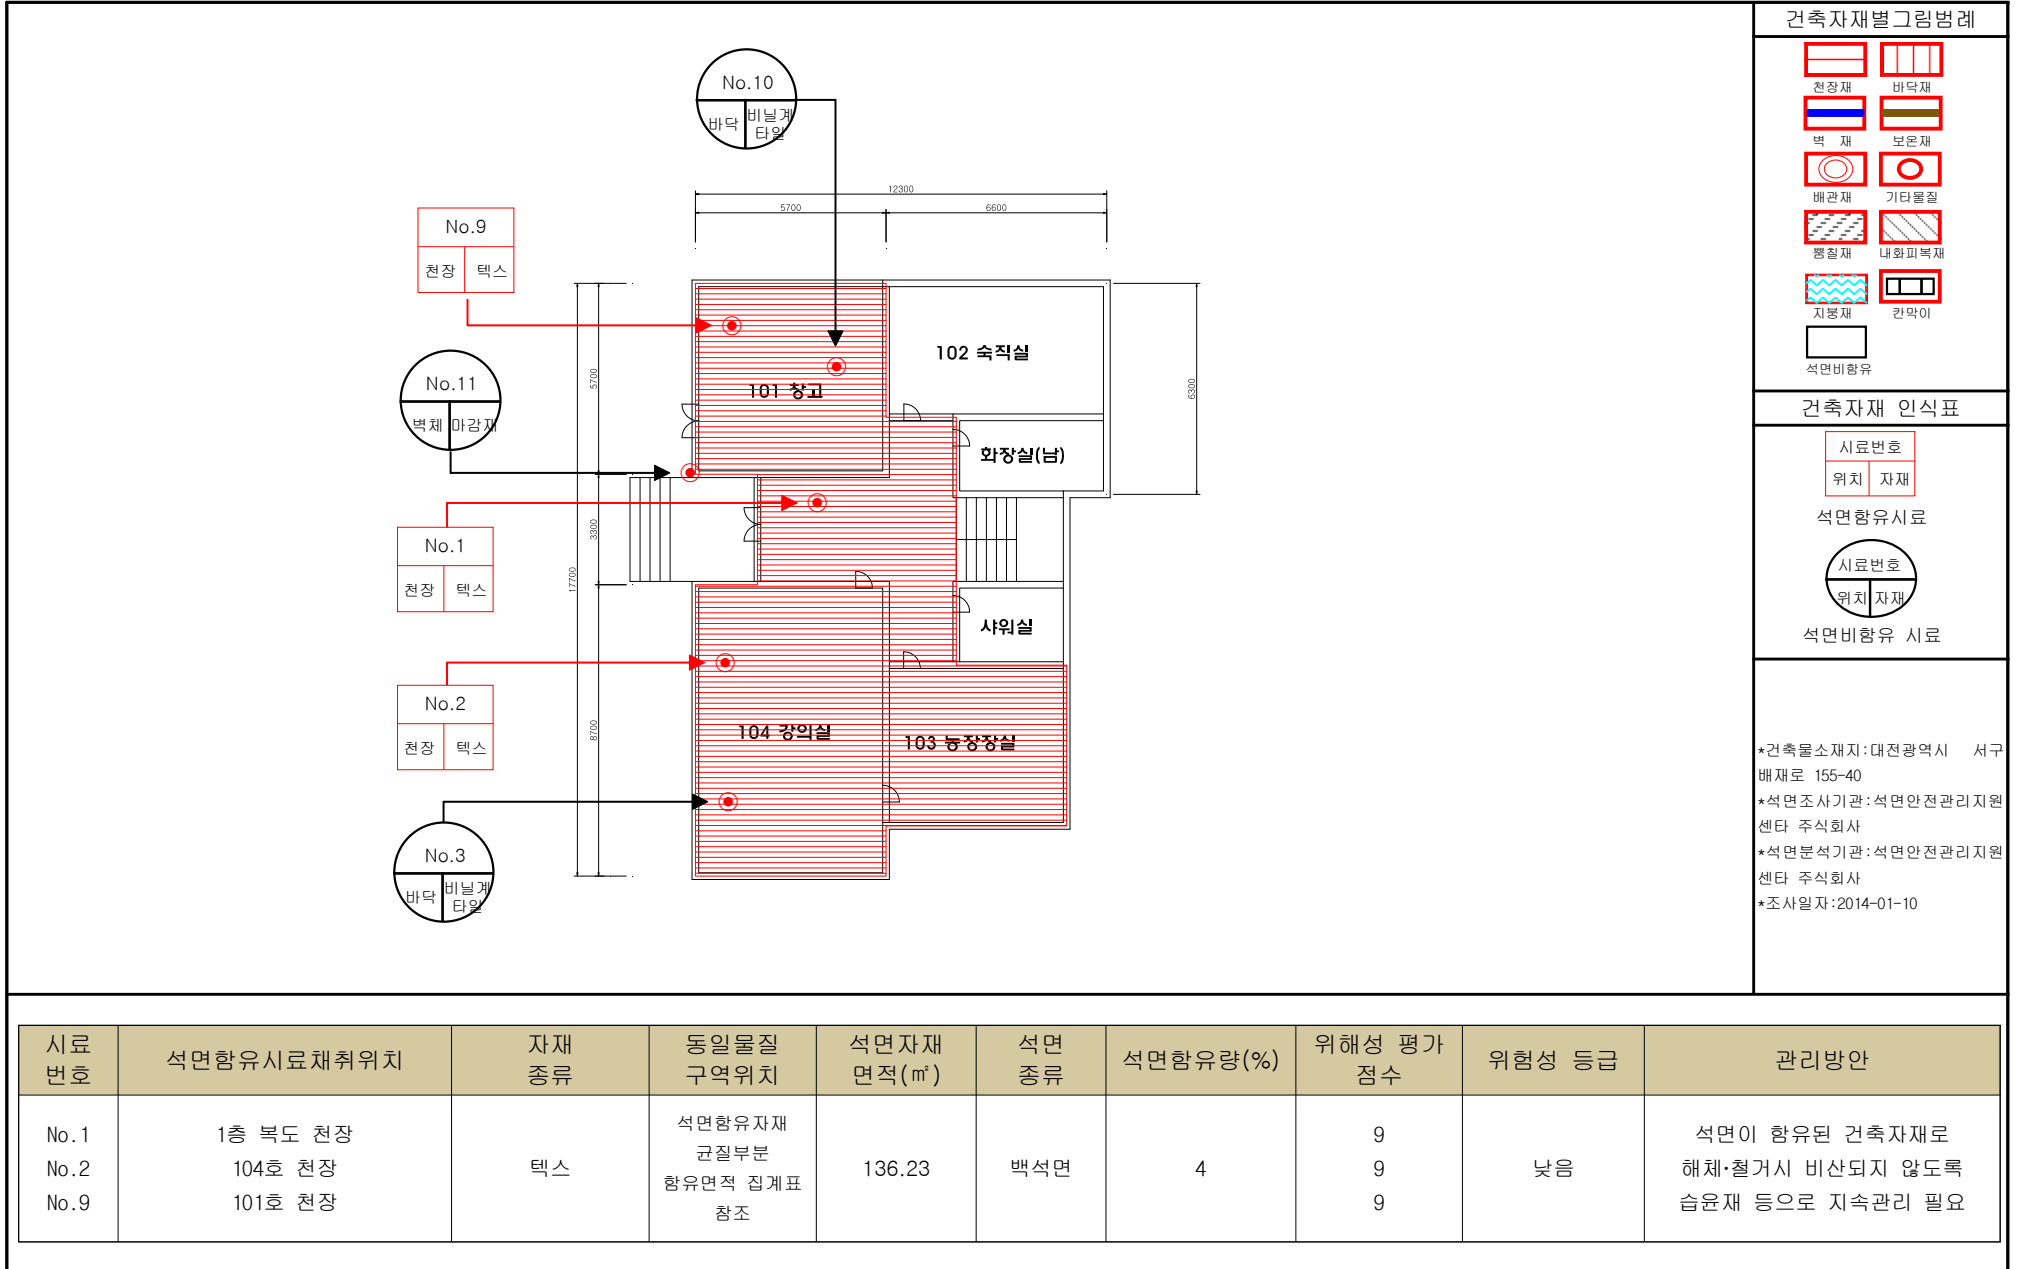 건축자재별그림범례
천장재 바닥재
벽 재 보온재
배관재 기타물질
뿜칠재 내화피복재
지붕재 칸막이
석면비함유
건축자재 인식표
시료번호
위치 자재
석면함유시료
시료번호
위치 자재
석면비함유 시료
*건축물소재지:대전광역시 서구
배재로 155-40
*석면조사기관:석면안전관리지원
센타 주식회사
*석면분석기관:석면안전관리지원
센타 주식회사
*조사일자:2014-01-10
No.10
바닥 비닐계
타일
12300
5700 6600
No.9
천장 텍스
No.11
벽체 마감재
No.1
천장 텍스
No.2
천장 텍스
No.3
바닥 비닐계
타일
5700
3300
17700
8700
6300
101 창고
102 숙직실
화장실(남)
샤워실
104 강의실
103 농장장실
시료
번호
석면함유시료채취위치
자재
종류
동일물질
구역위치
석면자재
면적(㎡)
석면
종류
석면함유량(%)
위해성 평가
점수
위험성 등급
관리방안
No.1
No.2
No.9
1층 복도 천장
104호 천장
101호 천장
텍스
석면함유자재
균질부분
함유면적 집계표
참조
136.23
백석면
4
9
9
9
낮음
석면이 함유된 건축자재로
해체·철거시 비산되지 않도록
습윤재 등으로 지속관리 필요